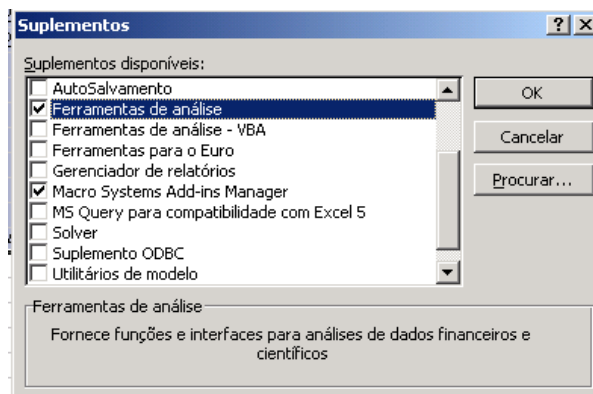 Suplementos
Suplementos disponíveis:
AutoSalvamento
Ferramentas de análise
Ferramentas de análise - VBA
Ferramentas para o Euro
Gerenciador de relatórios
Macro Systems Add-ins Manager
MS Query para compatibilidade com Excel 5
Solver
Suplemento ODBC
Utilitários de modelo
OK
Cancelar
Procurar...
Ferramentas de análise
Fornece funções e interfaces para análises de dados financeiros e
científicos